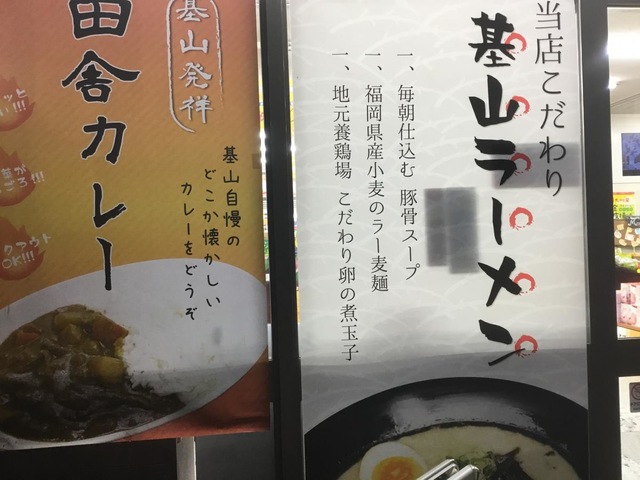 当店こだわり
基山ラーメン
一、毎朝仕込む 豚骨スープ
一、福岡県産小麦のラー麦麺
一、地元養鶏場 こだわり卵の煮玉子
基山発祥
田舎カレー
基山自慢の
どこか懐かしい
カレーをどうぞ
OK!!!